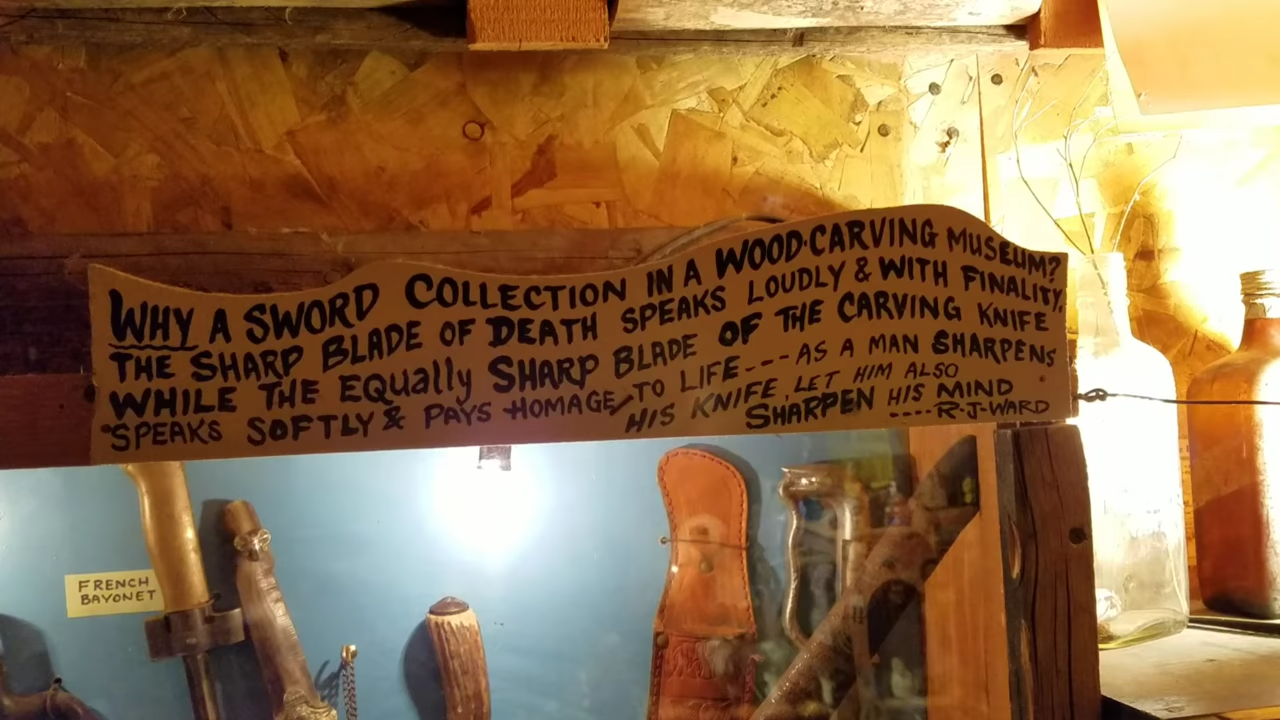 WHY A SWORD COLLECTION IN A WOOD·CARVING MUSEUM?
THE SHARP BLADE OF DEATH SPEAKS LOUDLY & WITH FINALITY,
WHILE THE EQUALLY SHARP BLADE OF THE CARVING KNIFE
SPEAKS SOFTLY & PAYS HOMAGE TO LIFE--- AS A MAN SHARPENS
HIS KNIFE, LET HIM ALSO
SHARPEN HIS MIND
----R·J·WARD
FRENCH
BAYONET